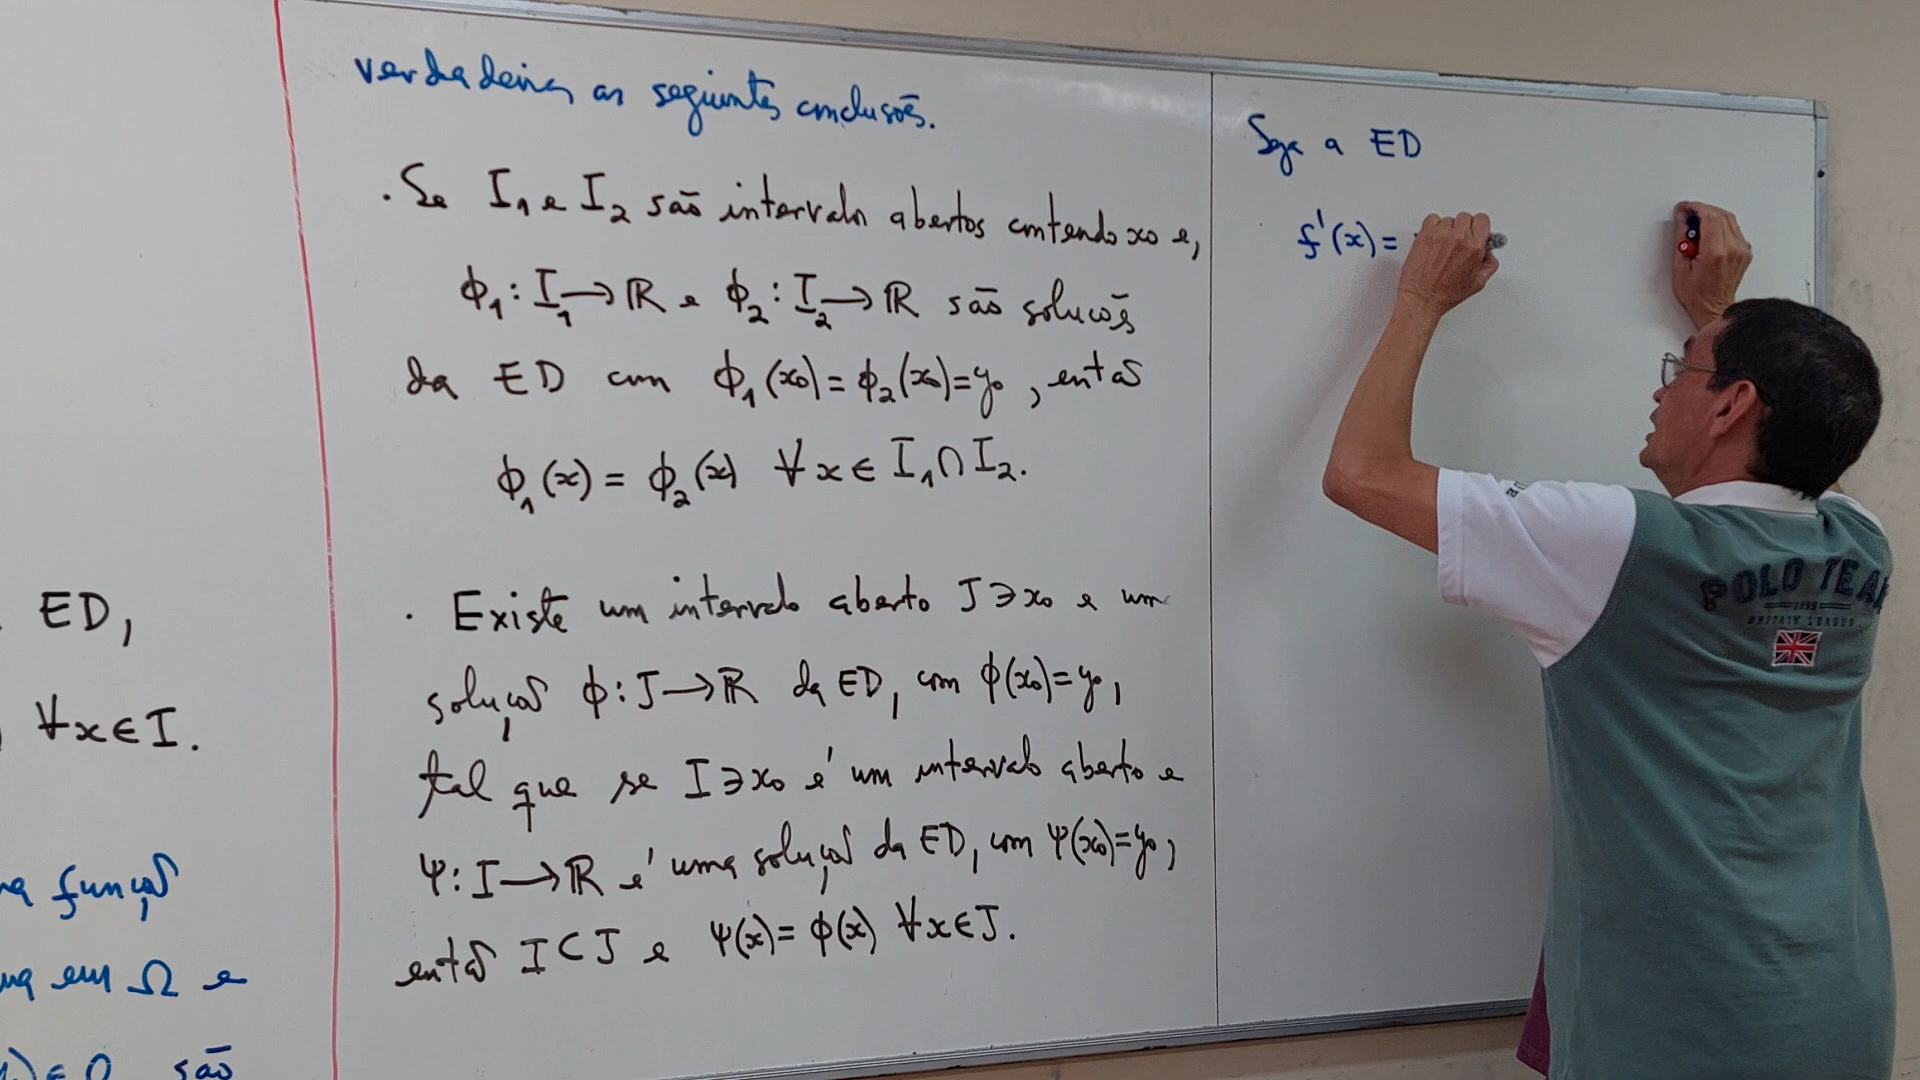 ED,
∀x∈I.
função
em Ω e
são
verdadeiras as seguintes conclusões.
. Se I₁ e I₂ são intervalos abertos contendo x₀ e,
ϕ₁: I₁→ℝ e ϕ₂: I₂→ℝ são soluções
da ED com ϕ₁(x₀)=ϕ₂(x₀)=y₀, então
ϕ₁(x) = ϕ₂(x) ∀x∈ I₁∩I₂.
. Existe um intervalo aberto J∋x₀ e uma
solução ϕ: J→ℝ da ED, com ϕ(x₀)=y₀,
tal que se I∋x₀ é um intervalo aberto e
Ψ: I→ℝ é uma solução da ED, com Ψ(x₀)=y₀,
então I⊂J e Ψ(x)=ϕ(x) ∀x∈J.
Seja a ED
f'(x)=
POLO TEA
1998
BRITAIN LEAGUE